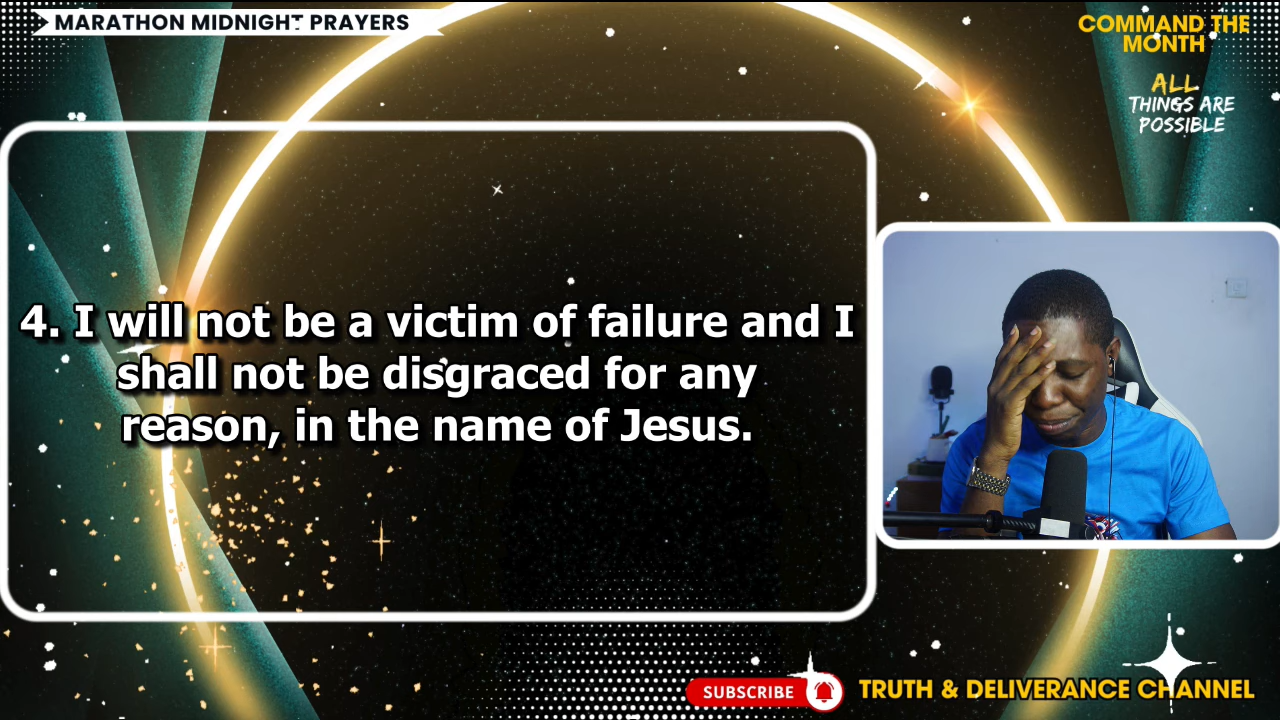 MARATHON MIDNIGHT PRAYERS
COMMAND THE
MONTH
ALL
THINGS ARE
POSSIBLE
4. I will not be a victim of failure and I
shall not be disgraced for any
reason, in the name of Jesus.
SUBSCRIBE
TRUTH & DELIVERANCE CHANNEL